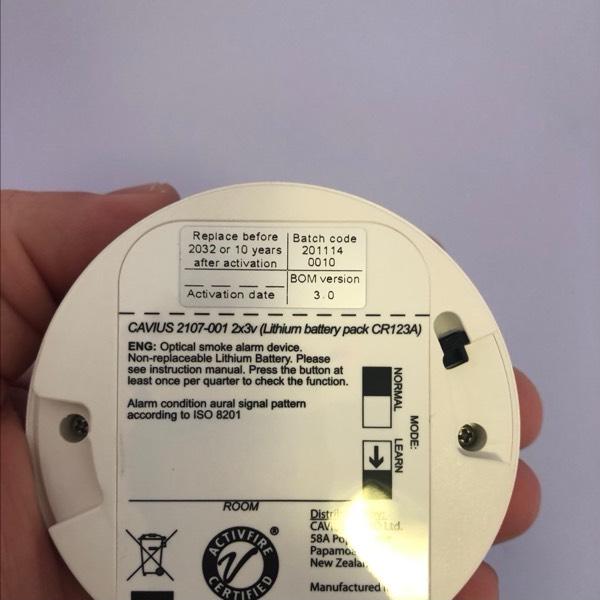 Replace before
2032 or 10 years
after activation
Activation date
Batch code
201114
0010
BOM version
3.0
CAVIUS 2107-001 2x3v (Lithium battery pack CR123A)
ENG: Optical smoke alarm device.
Non-replaceable Lithium Battery. Please
see instruction manual. Press the button at
least once per quarter to check the function.
Alarm condition aural signal pattern
according to ISO 8201
NORMAL
MODE:
LEARN
ROOM
ACTIVFIRE
®
CERTIFIED
Ltd.
58A
New
Manufactured